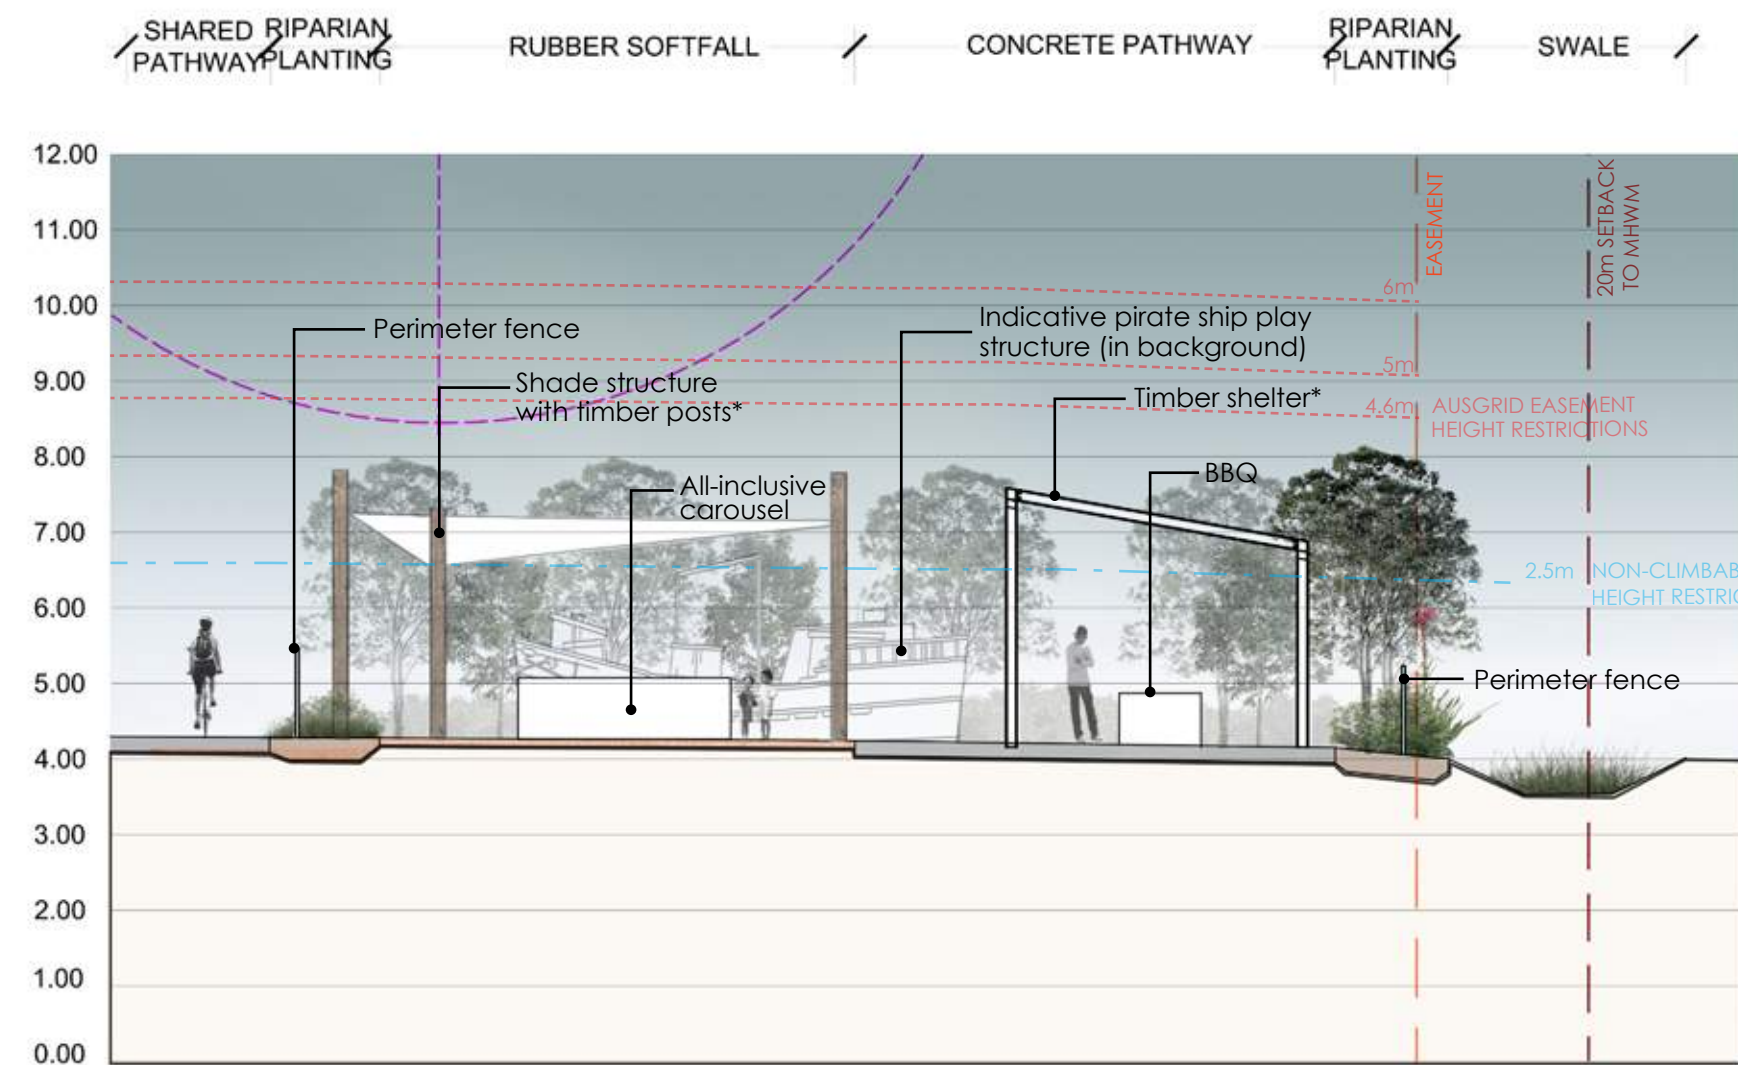 SHARED
PATHWAY
RIPARIAN
PLANTING
RUBBER SOFTFALL
CONCRETE PATHWAY
RIPARIAN
PLANTING
SWALE
12.00
11.00
10.00
9.00
8.00
7.00
6.00
5.00
4.00
3.00
2.00
1.00
0.00
Perimeter fence
Shade structure
with timber posts*
All-inclusive
carousel
Indicative pirate ship play
structure (in background)
Timber shelter*
BBQ
EASEMENT
20m SETBACK
TO MHWM
6m
5m
4.6m
AUSGRID EASEMENT
HEIGHT RESTRICTIONS
2.5m
NON-CLIMBAB
HEIGHT RESTRIC
Perimeter fence